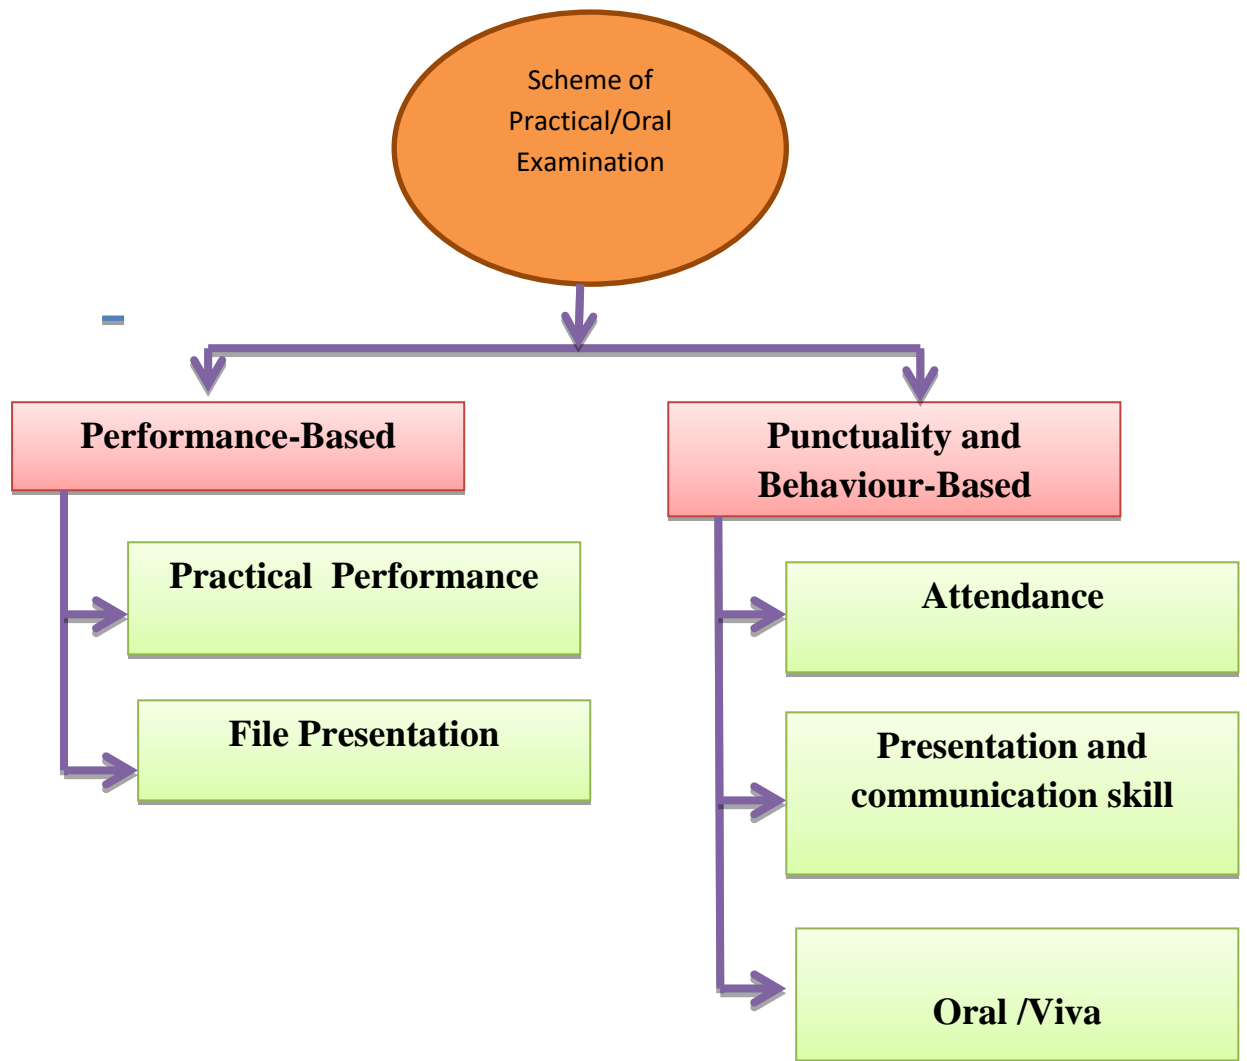 Scheme of
Practical/Oral
Examination
Performance-Based
Practical  Performance
File Presentation
Punctuality and
Behaviour-Based
Attendance
Presentation and
communication skill
Oral /Viva